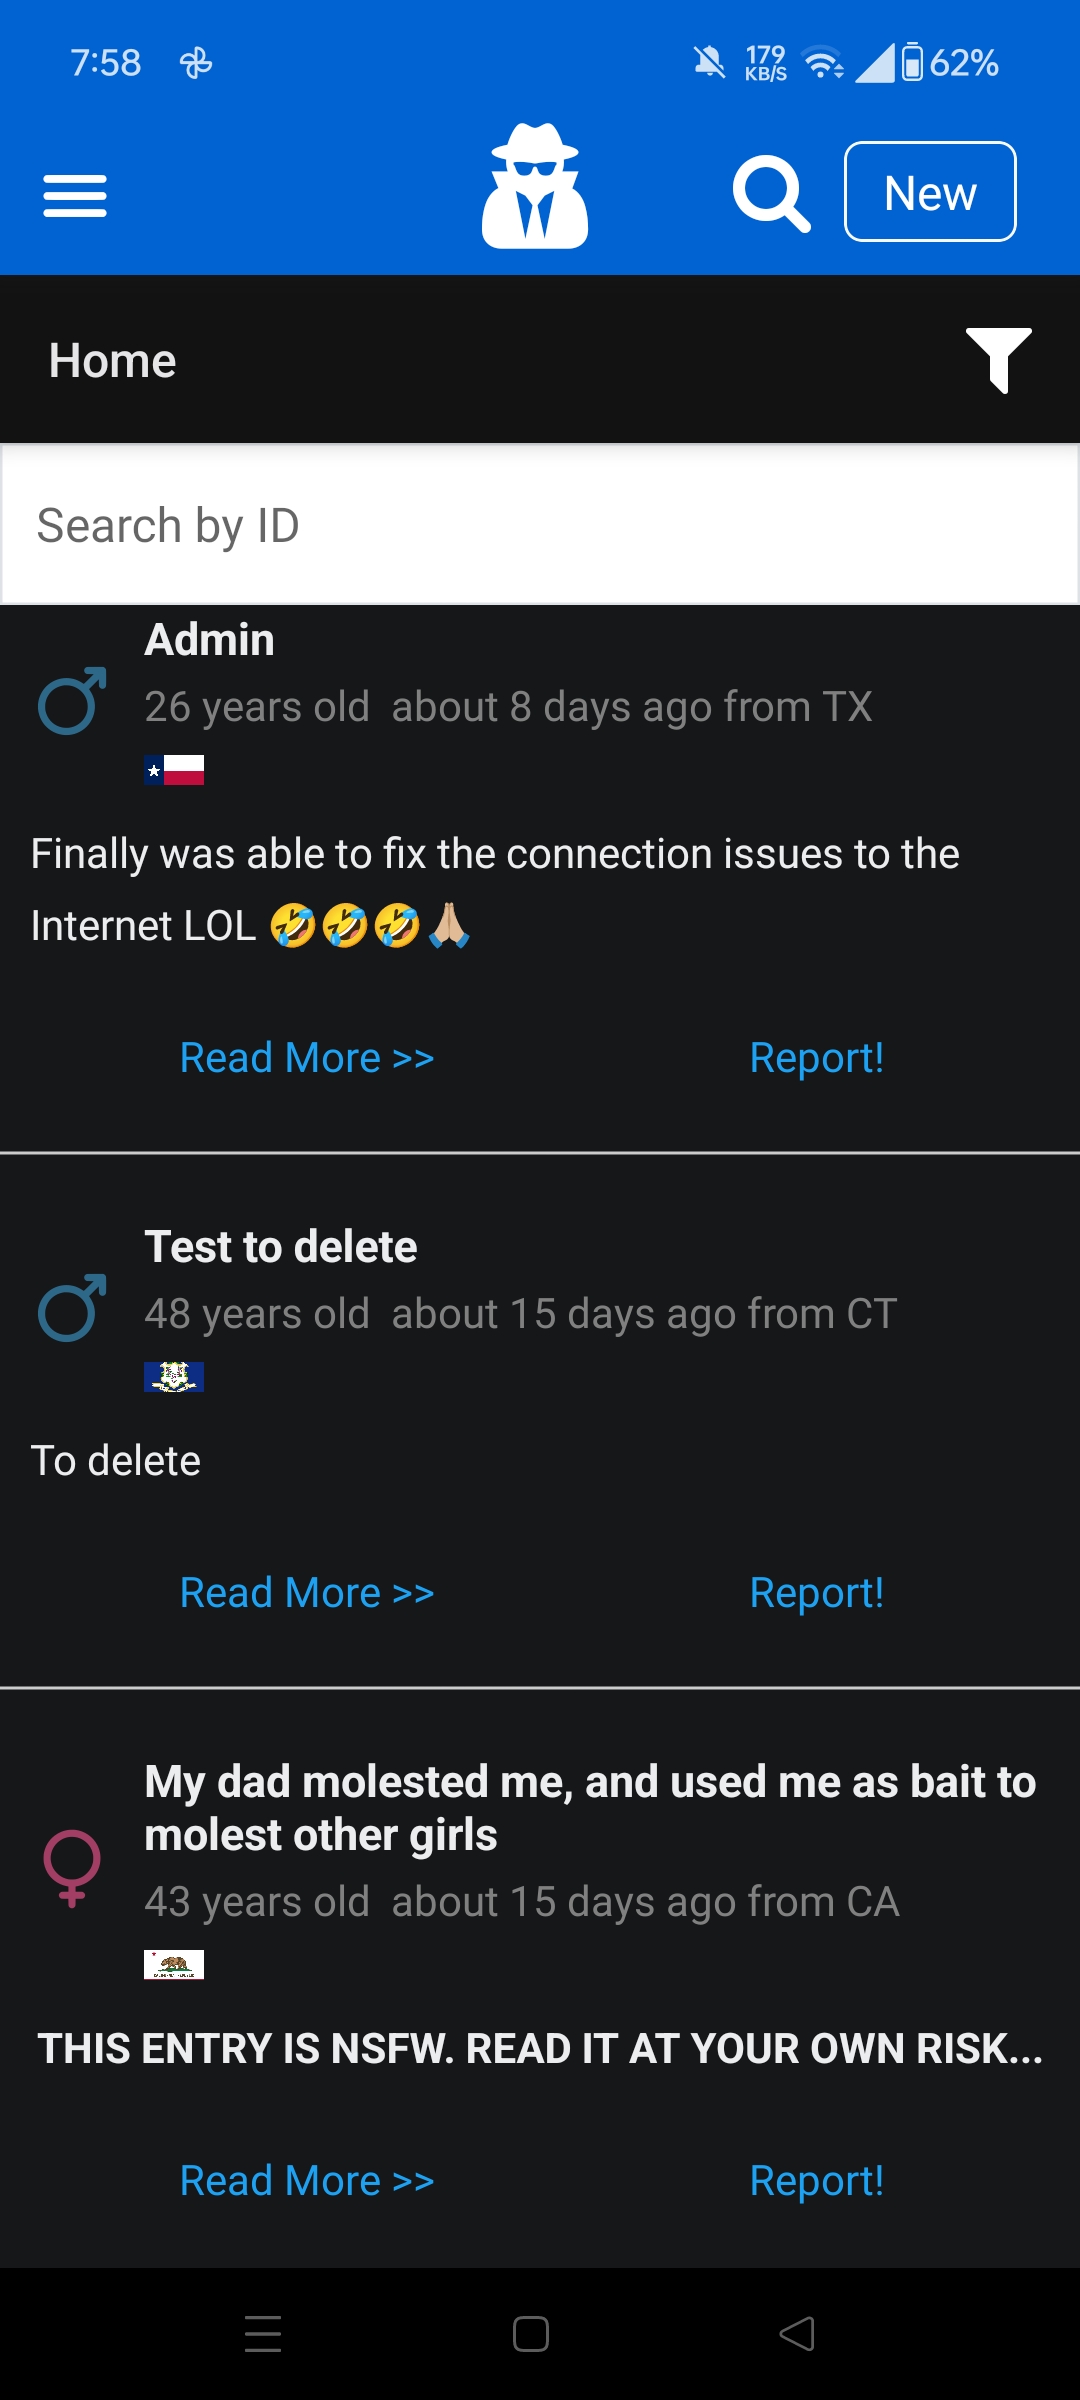 7:58
179
KB/S
62%
New
Home
Search by ID
Admin
26 years old about 8 days ago from TX
Finally was able to fix the connection issues to the
Internet LOL 🤣🤣🤣🙏🏼
Read More >>
Report!
Test to delete
48 years old about 15 days ago from CT
To delete
Read More >>
Report!
My dad molested me, and used me as bait to
molest other girls
43 years old about 15 days ago from CA
THIS ENTRY IS NSFW. READ IT AT YOUR OWN RISK...
Read More >>
Report!